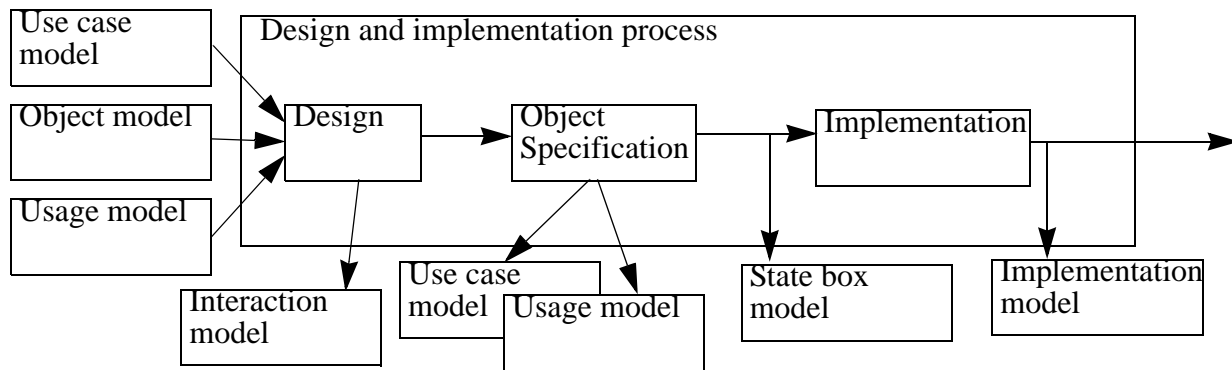 Use case
model
Object model
Usage model
Design and implementation process
Design
Object
Specification
Implementation
Interaction
model
Use case
model
Usage model
State box
model
Implementation
model